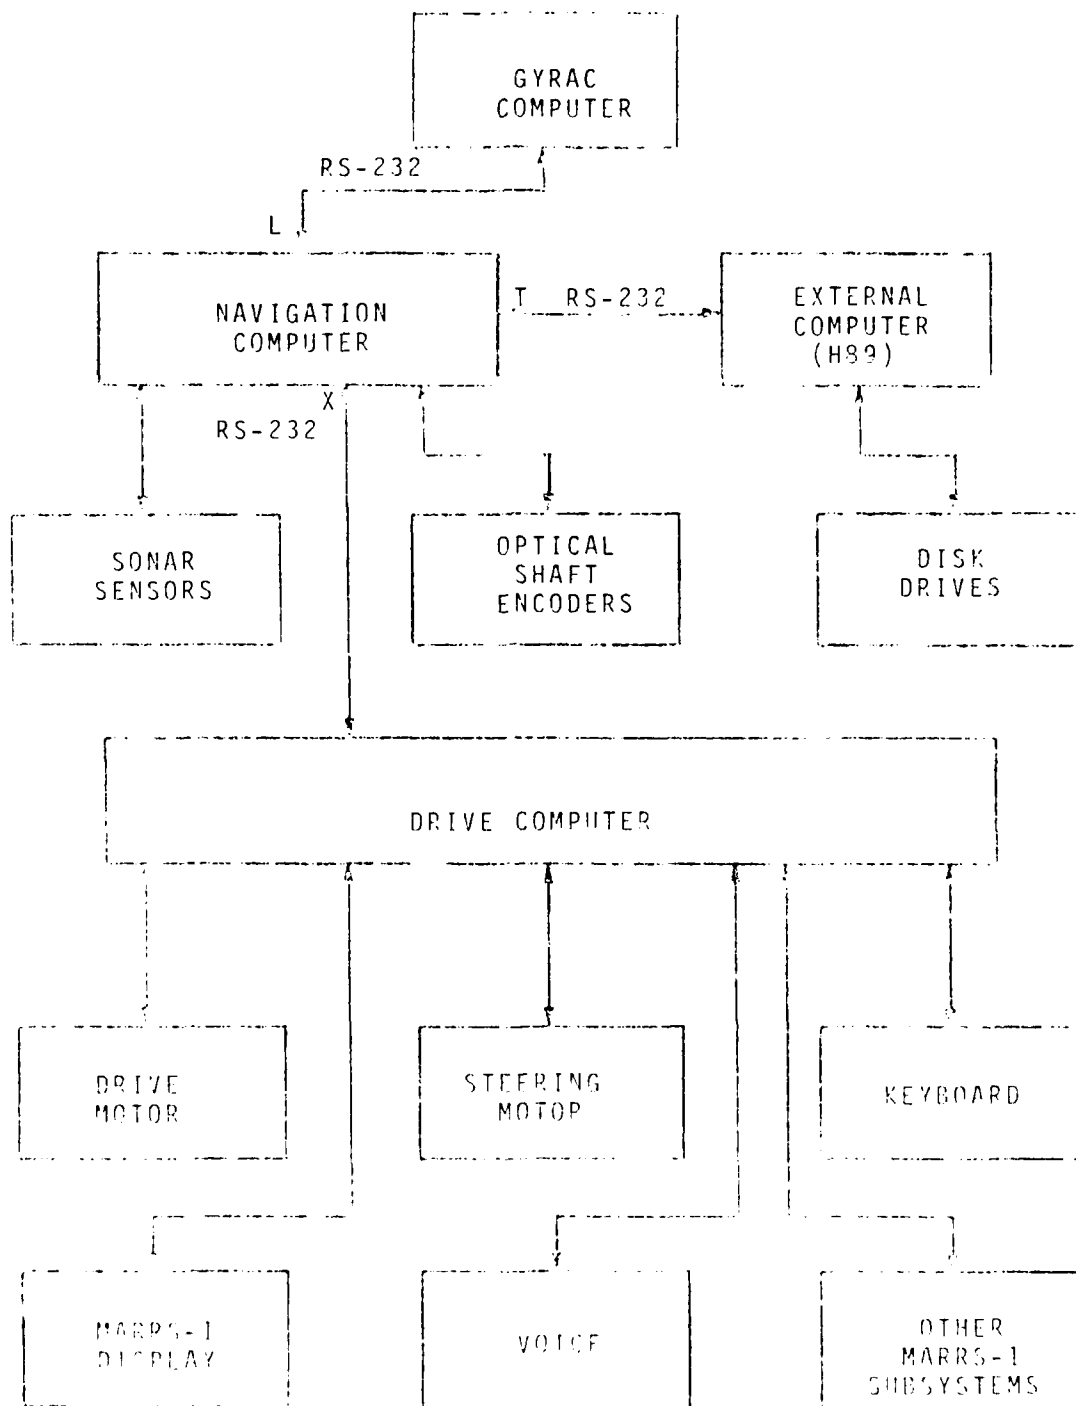 GYRAC
COMPUTER
RS-232
L
NAVIGATION
COMPUTER
T RS-232
EXTERNAL
COMPUTER
(H89)
X
RS-232
SONAR
SENSORS
OPTICAL
SHAFT
ENCODERS
DISK
DRIVES
DRIVE COMPUTER
DRIVE
MOTOR
STEERING
MOTOR
KEYBOARD
MARRS-1
DISPLAY
VOICE
OTHER
MARRS-1
SUBSYSTEMS